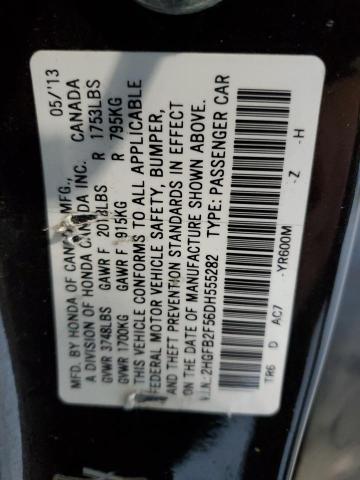 MFD. BY HONDA OF CANADA MFG., 05/'13
A DIVISION OF HONDA CANADA INC. CANADA
GVWR 3748LBS GAWR F 2018LBS R 1753LBS
GVWR 1700KG GAWR F 915KG R 795KG
THIS VEHICLE CONFORMS TO ALL APPLICABLE
FEDERAL MOTOR VEHICLE SAFETY, BUMPER,
AND THEFT PREVENTION STANDARDS IN EFFECT
ON THE DATE OF MANUFACTURE SHOWN ABOVE.
V.I.N.:2HGFB2F56DH555282 TYPE: PASSENGER CAR
TR6 D AC7 -YR600M -Z -H